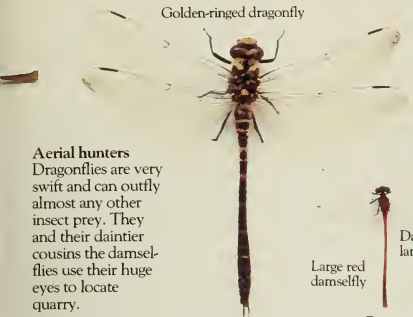 Golden-ringed dragonfly
Aerial hunters
Dragonflies are very
swift and can outfly
almost any other
insect prey. They
and their daintier
cousins the damsel-
flies use their huge
eyes to locate
quarry.
Large red
damselfly